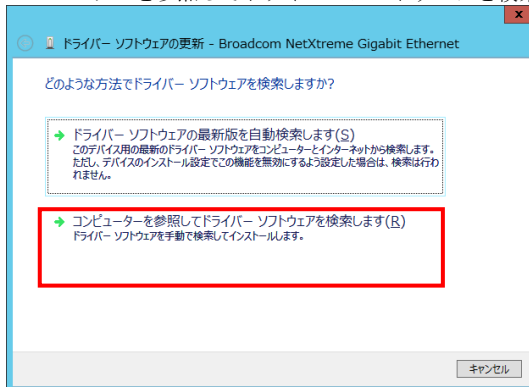 ドライバー ソフトウェアの更新 - Broadcom NetXtreme Gigabit Ethernet
どのような方法でドライバー ソフトウェアを検索しますか?
ドライバー ソフトウェアの最新版を自動検索します(S)
このデバイス用の最新のドライバー ソフトウェアをコンピューターとインターネットから検索します。
ただし、デバイスのインストール設定でこの機能を無効にするよう設定した場合は、検索は行わ
れません。
コンピューターを参照してドライバー ソフトウェアを検索します(R)
ドライバー ソフトウェアを手動で検索してインストールします。
キャンセル